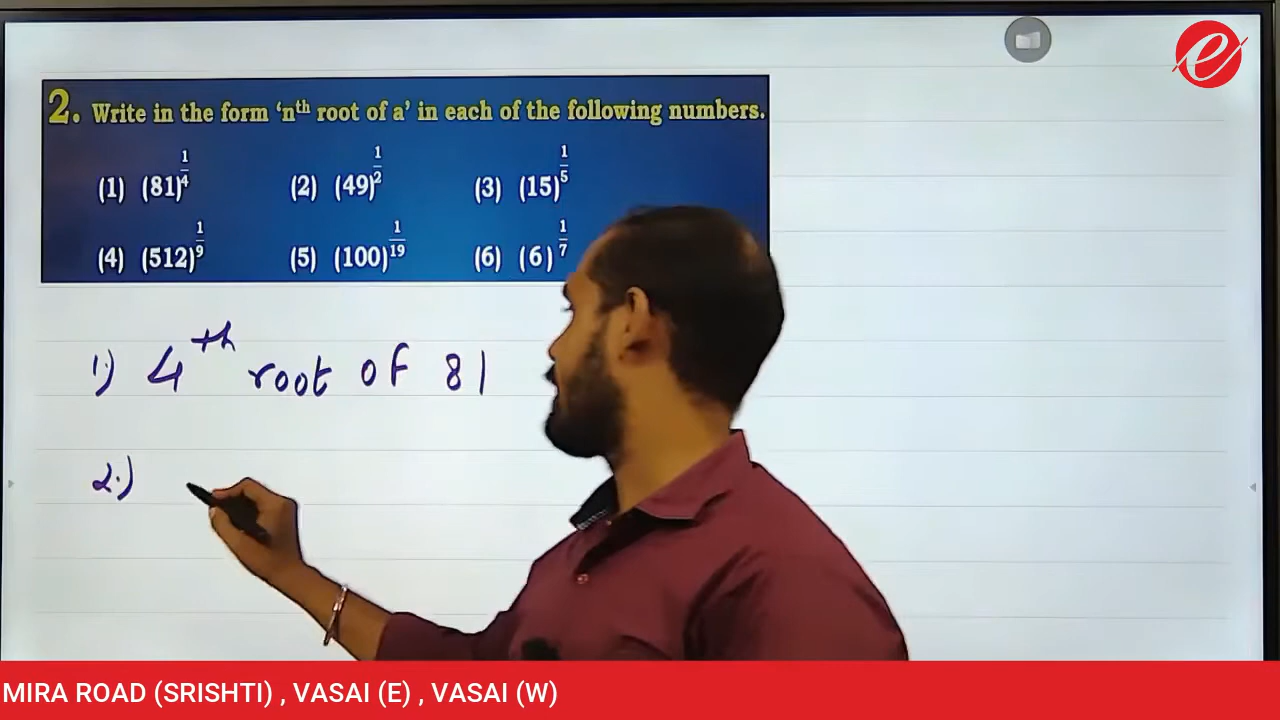 2. Write in the form ‘nᵗʰ root of a’ in each of the following numbers.
(1) (81)^(1/4) (2) (49)^(1/2) (3) (15)^(1/5)
(4) (512)^(1/9) (5) (100)^(1/19) (6) (6)^(1/7)
1) 4ᵗʰ root of 81
2.)
MIRA ROAD (SRISHTI) , VASAI (E) , VASAI (W)